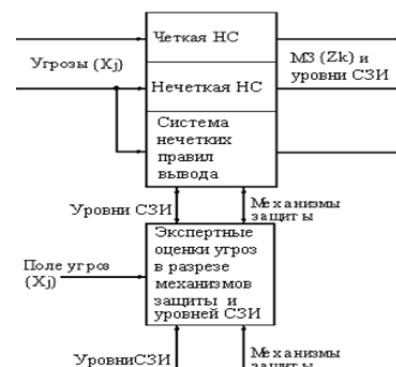 Четкая НС
Угрозы (Xj)
МЗ (Zk) и
уровни СЗИ
Нечеткая НС
Система
нечетких
правил
вывода
Уровни СЗИ
Механизмы
защиты
Экспертные
оценки угроз
в разрезе
механизмов
защиты и
уровней СЗИ
Поле угроз
(Xj)
УровниСЗИ
Механизмы
защиты